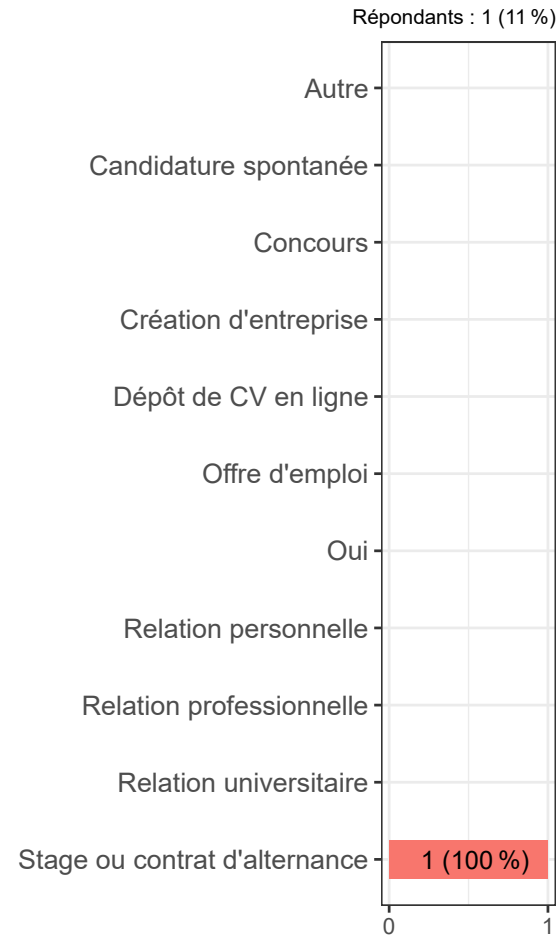 Répondants : 1 (11 %)
Autre
Candidature spontanée
Concours
Création d'entreprise
Dépôt de CV en ligne
Offre d'emploi
Oui
Relation personnelle
Relation professionnelle
Relation universitaire
Stage ou contrat d'alternance 1 (100 %)
0 1